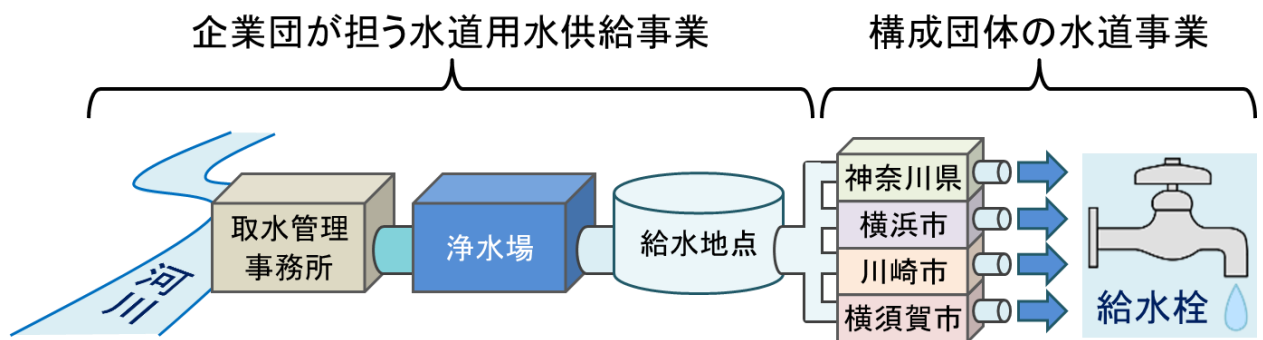 企業団が担う水道用水供給事業
構成団体の水道事業
河川
取水管理
事務所
浄水場
給水地点
神奈川県
横浜市
川崎市
横須賀市
給水栓